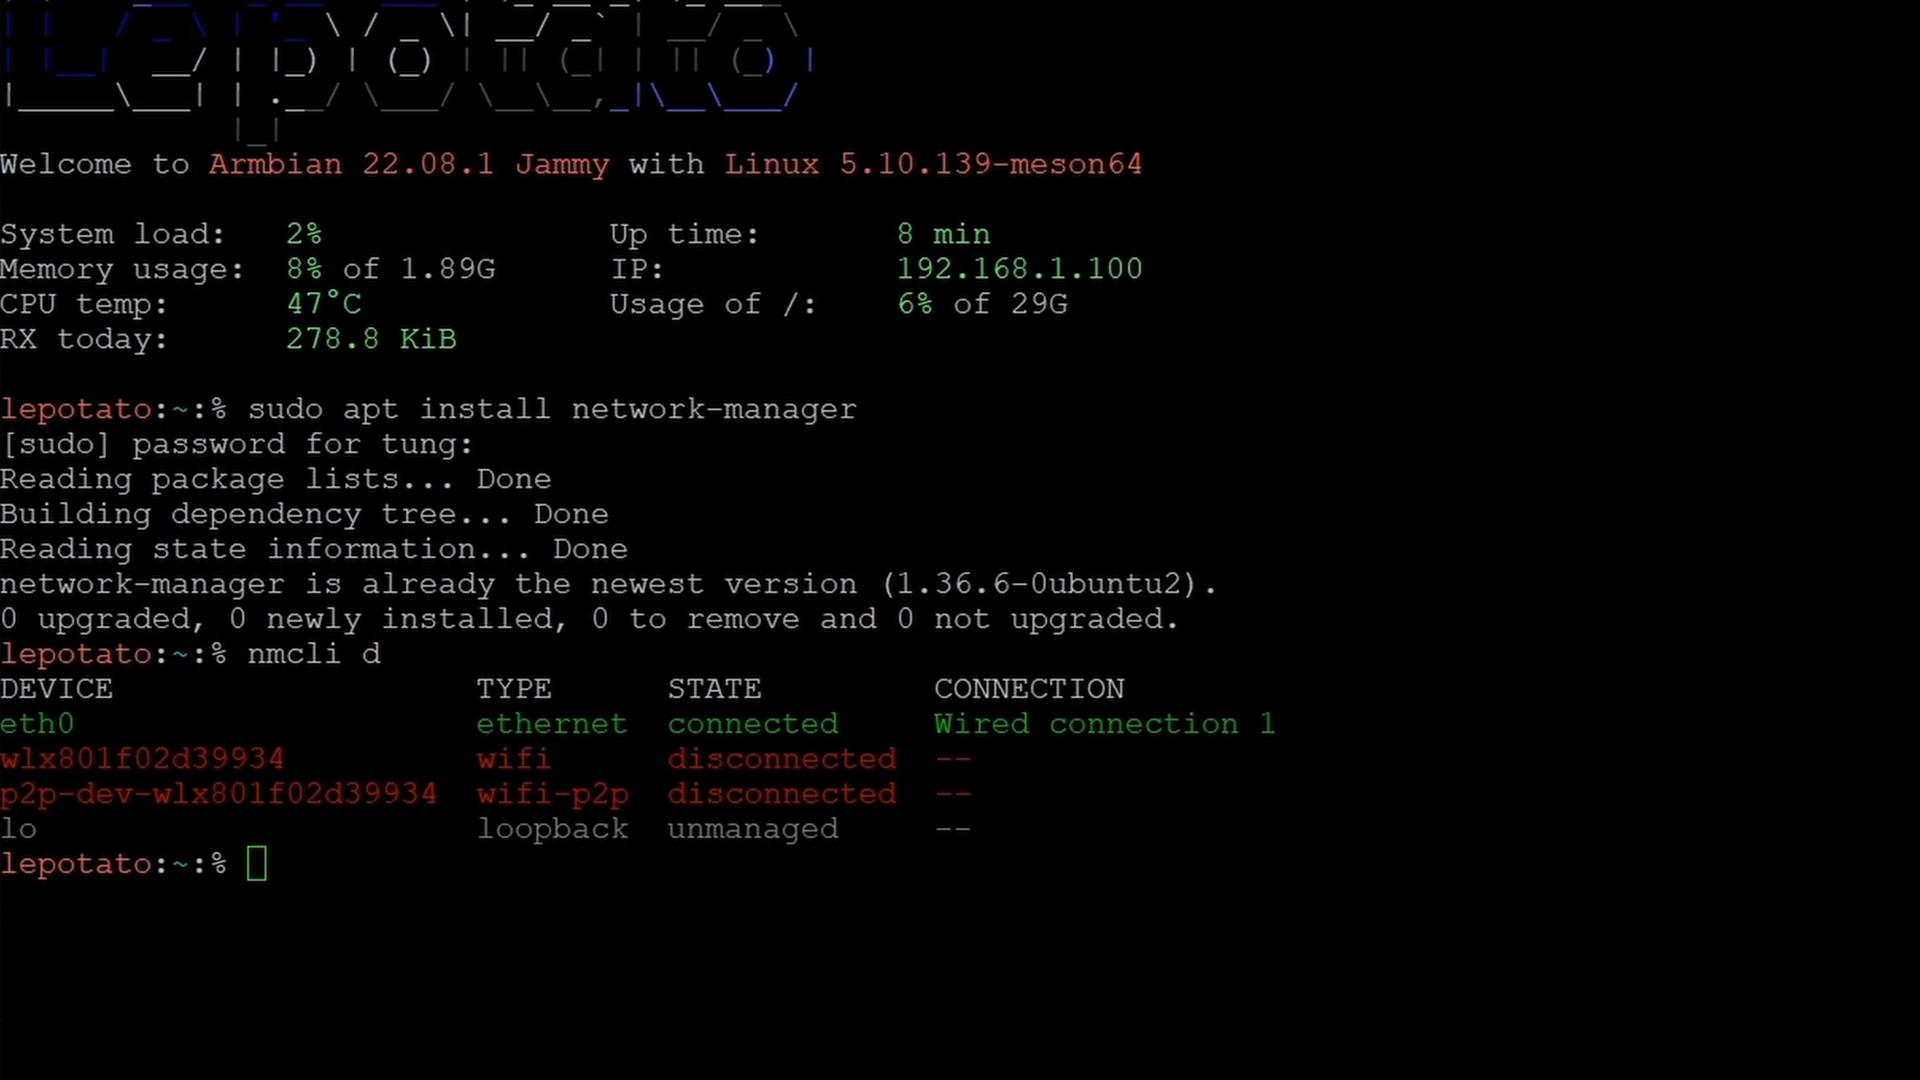 Welcome to Armbian 22.08.1 Jammy with Linux 5.10.139-meson64
System load: 2% Up time: 8 min
Memory usage: 8% of 1.89G IP: 192.168.1.100
CPU temp: 47°C Usage of /: 6% of 29G
RX today: 278.8 KiB
lepotato:~:% sudo apt install network-manager
[sudo] password for tung:
Reading package lists... Done
Building dependency tree... Done
Reading state information... Done
network-manager is already the newest version (1.36.6-0ubuntu2).
0 upgraded, 0 newly installed, 0 to remove and 0 not upgraded.
lepotato:~:% nmcli d
DEVICE TYPE STATE CONNECTION
eth0 ethernet connected Wired connection 1
wlx801f02d39934 wifi disconnected --
p2p-dev-wlx801f02d39934 wifi-p2p disconnected --
lo loopback unmanaged --
lepotato:~:%